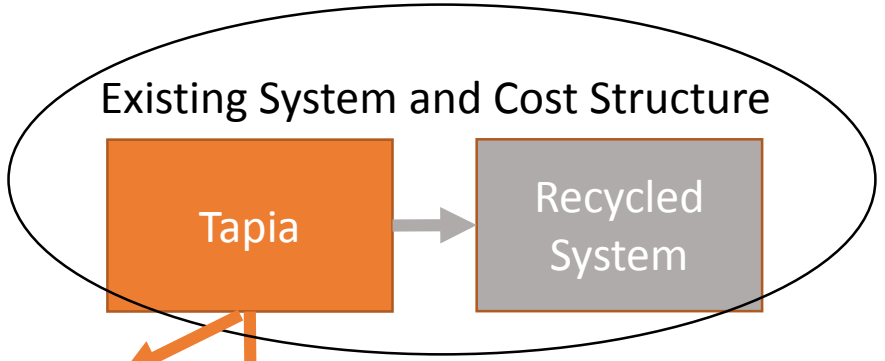 Existing System and Cost Structure
Tapia
Recycled
System